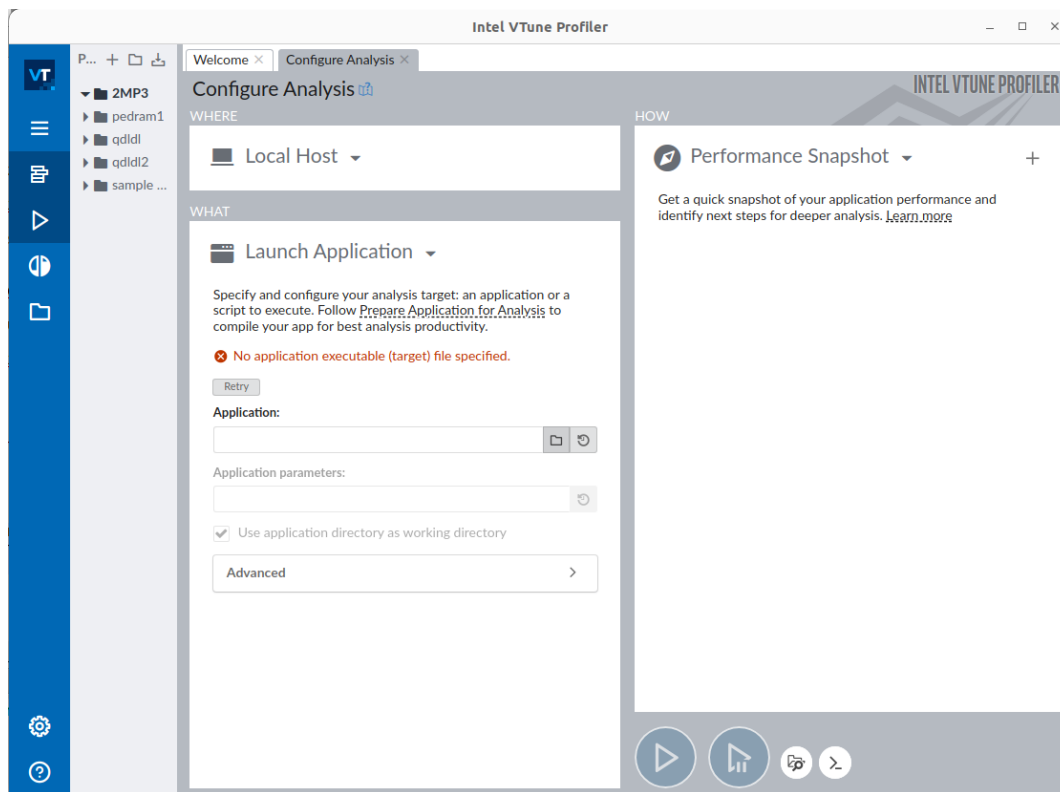 Intel VTune Profiler
VT
P...
2MP3
pedram1
qdldl
qdldl2
sample ...
Welcome
Configure Analysis
Configure Analysis
INTEL VTUNE PROFILER
WHERE
Local Host
WHAT
Launch Application
Specify and configure your analysis target: an application or a
script to execute. Follow Prepare Application for Analysis to
compile your app for best analysis productivity.
No application executable (target) file specified.
Retry
Application:
Application parameters:
Use application directory as working directory
Advanced
HOW
Performance Snapshot
Get a quick snapshot of your application performance and
identify next steps for deeper analysis. Learn more